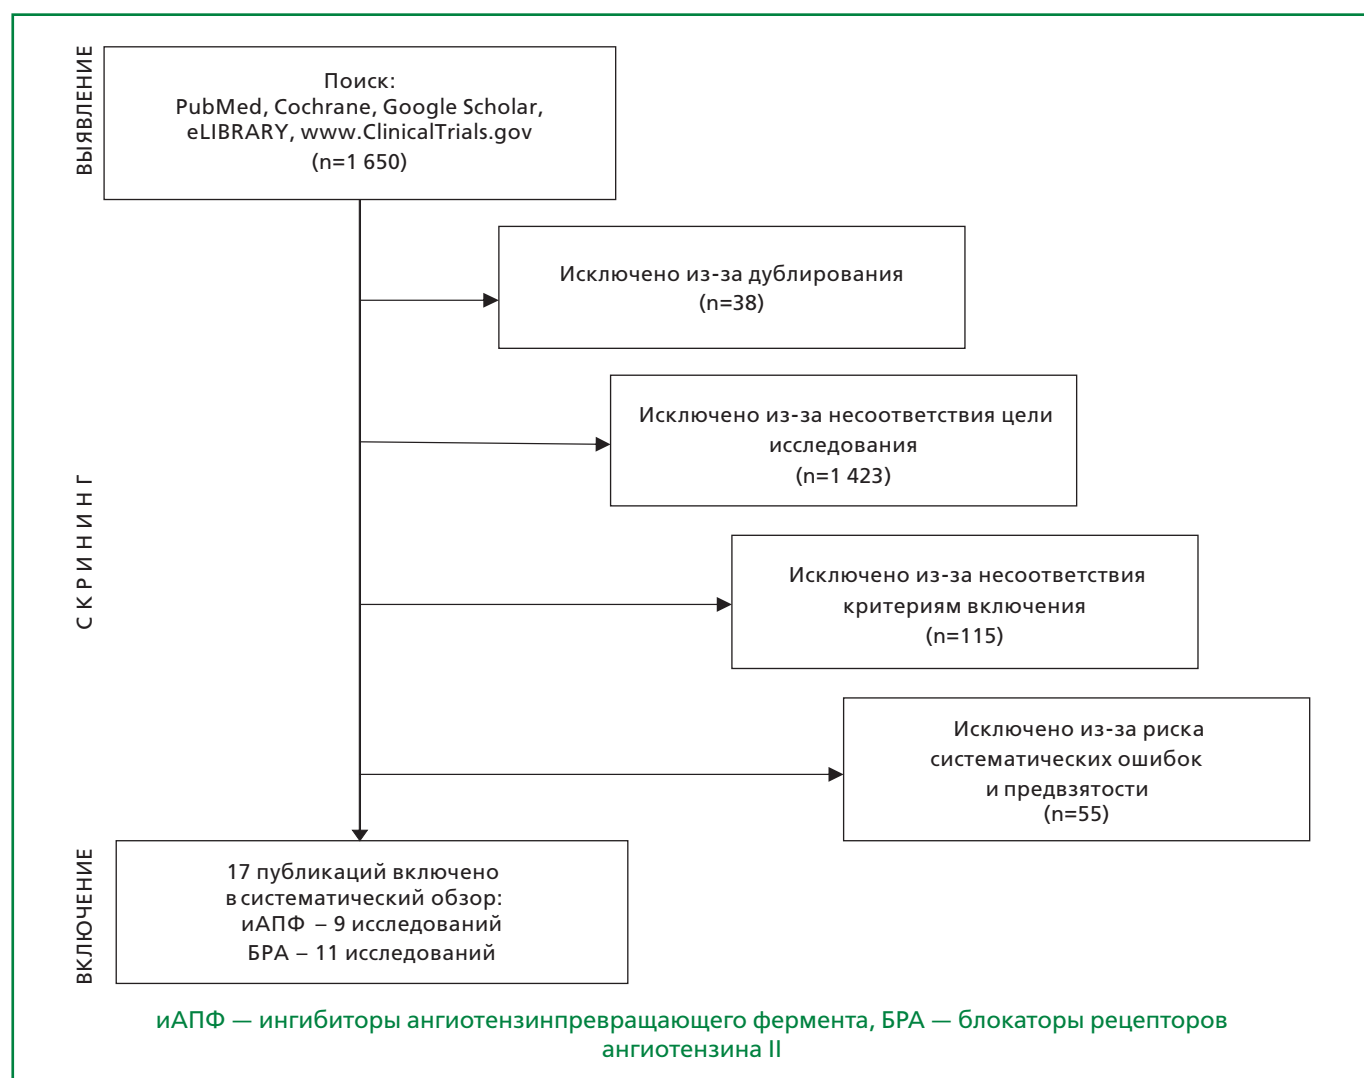 ВЫЯВЛЕНИЕ
Поиск:
PubMed, Cochrane, Google Scholar,
eLIBRARY, www.ClinicalTrials.gov
(n=1 650)
Исключено из-за дублирования
(n=38)
СКРИНИНГ
Исключено из-за несоответствия цели
исследования
(n=1 423)
Исключено из-за несоответствия
критериям включения
(n=115)
Исключено из-за риска
систематических ошибок
и предвзятости
(n=55)
ВКЛЮЧЕНИЕ
17 публикаций включено
в систематический обзор:
иАПФ – 9 исследований
БРА – 11 исследований
иАПФ — ингибиторы ангиотензинпревращающего фермента, БРА — блокаторы рецепторов
ангиотензина II